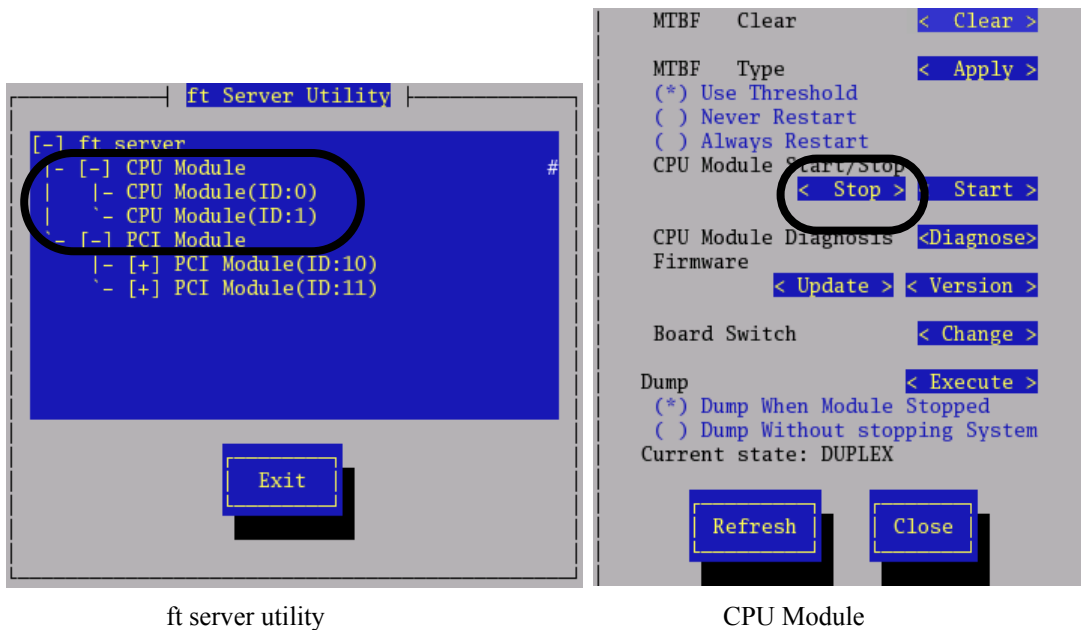 ft Server Utility
[-] ft server
|- [-] CPU Module #
| |- CPU Module(ID:0)
| `- CPU Module(ID:1)
`- [-] PCI Module
|- [+] PCI Module(ID:10)
`- [+] PCI Module(ID:11)
Exit
ft server utility
MTBF Clear < Clear >
MTBF Type < Apply >
(*) Use Threshold
( ) Never Restart
( ) Always Restart
CPU Module Start/Stop
< Stop > < Start >
CPU Module Diagnosis <Diagnose>
Firmware
< Update > < Version >
Board Switch < Change >
Dump < Execute >
(*) Dump When Module Stopped
( ) Dump Without stopping System
Current state: DUPLEX
Refresh Close
CPU Module